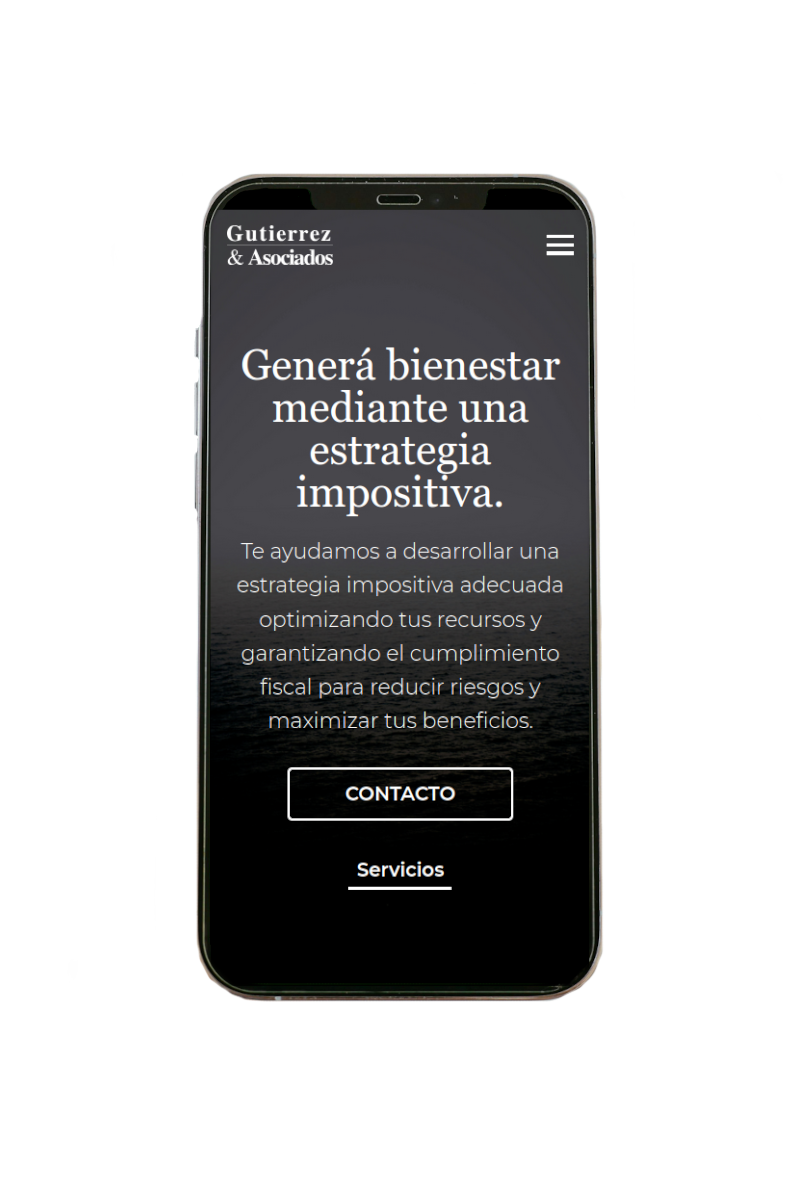 Gutierrez
& Asociados
Generá bienestar
mediante una
estrategia
impositiva.
Te ayudamos a desarrollar una
estrategia impositiva adecuada
optimizando tus recursos y
garantizando el cumplimiento
fiscal para reducir riesgos y
maximizar tus beneficios.
CONTACTO
Servicios